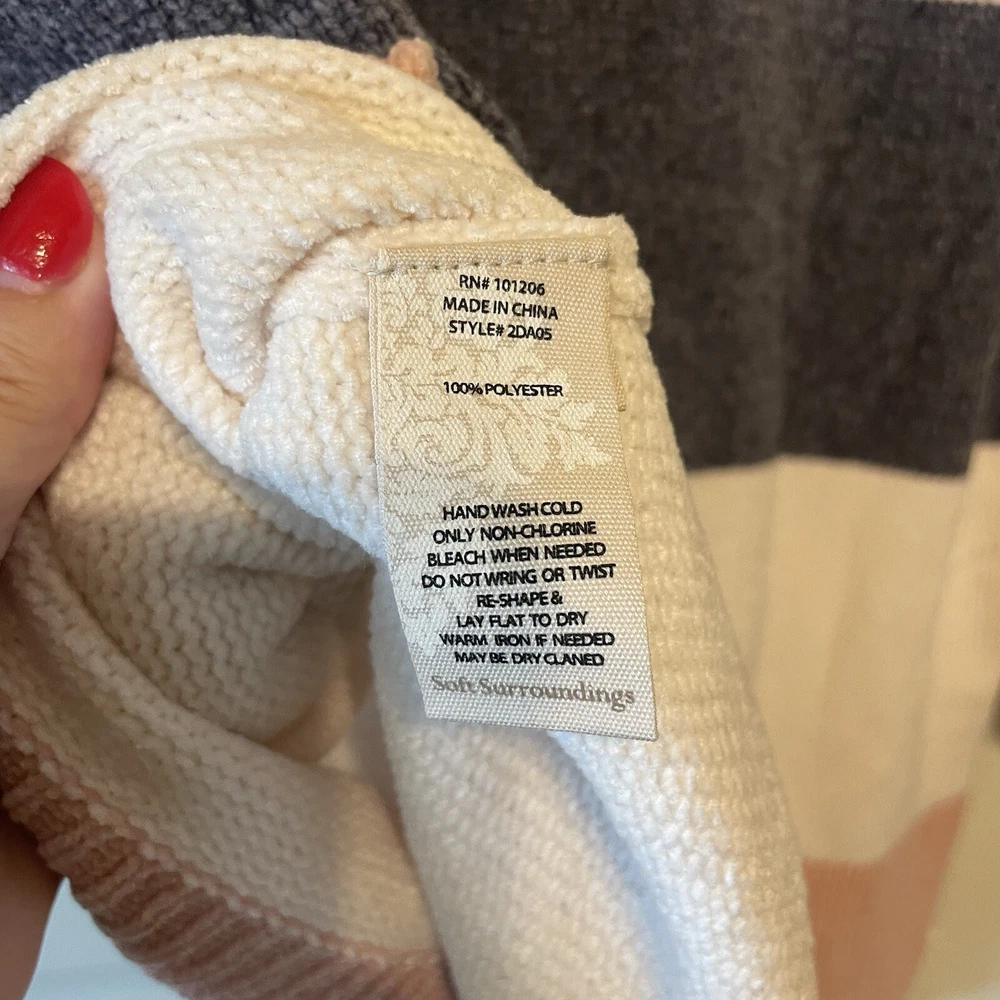 RN# 101206
MADE IN CHINA
STYLE# 2DA05
100% POLYESTER
HAND WASH COLD
ONLY NON-CHLORINE
BLEACH WHEN NEEDED
DO NOT WRING OR TWIST
RE-SHAPE &
LAY FLAT TO DRY
WARM IRON IF NEEDED
MAY BE DRY CLANED
Soft Surroundings